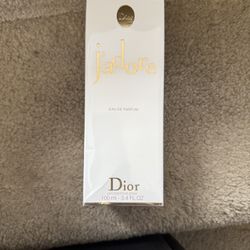 Dior
j'adore
EAU DE PARFUM
Dior
100 ml - 3.4 FL.OZ